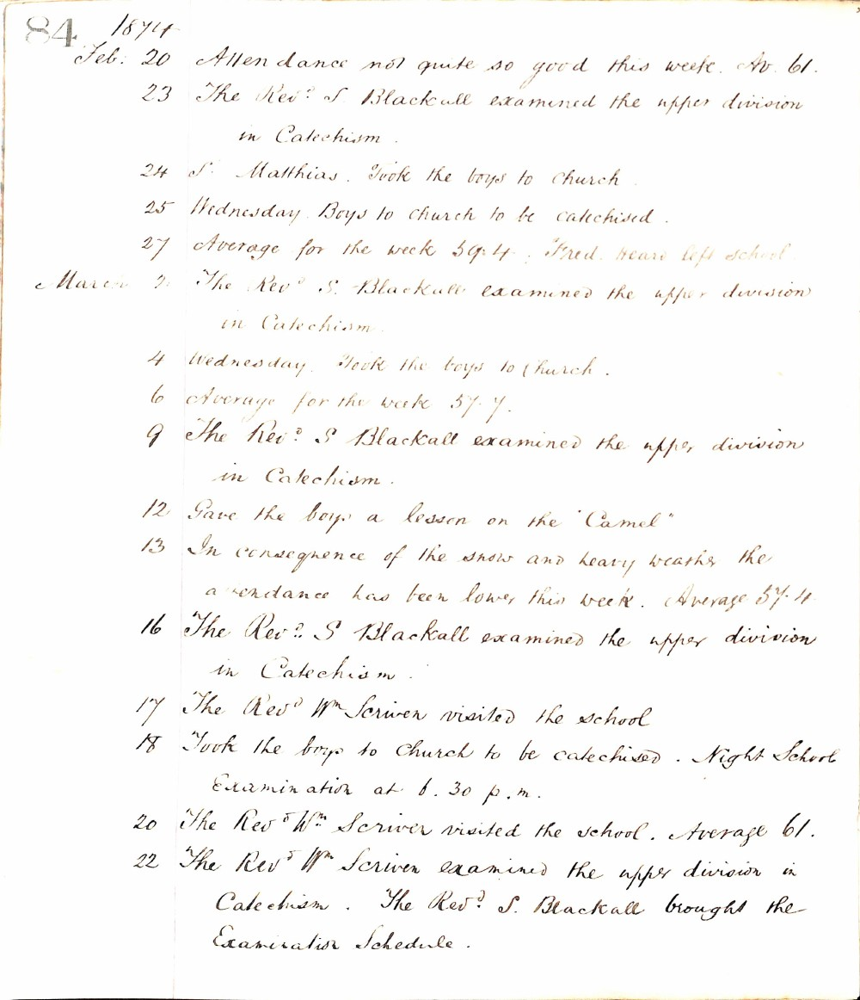 84 1874
Feb: 20 Attendance not quite so good this week. Av. 61.
23 The Revd. S. Blackall examined the upper division
in Catechism.
24 S. Matthias. Took the boys to church
25 Wednesday. Boys to church to be catechised.
27 Average for the week 59.4. Fred. Heard left school
March 2. The Revd S. Blackall examined the upper division
in Catechism.
4 Wednesday. Took the boys to Church.
6 Average for the week 57.7.
9 The Revd. S Blackall examined the upper division
in Catechism.
12 Gave the boys a lesson on the "Camel"
13 In consequence of the snow and heavy weather the
attendance has been lower this week. Average 57.4
16 The Revd. S Blackall examined the upper division
in Catechism.
17 The Revd Wm Scriven visited the school
18 Took the boys to church to be catechised. Night School
Examination at 6.30 p.m.
20 The Revd Wm Scriven visited the school. Average 61.
22 The Revd Wm Scriven examined the upper division in
Catechism. The Revd. S. Blackall brought the
Examination Schedule.